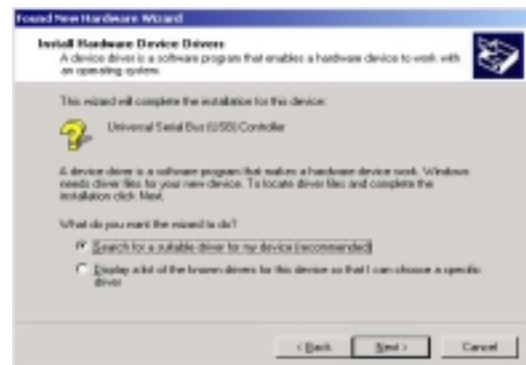 Found New Hardware Wizard
Install Hardware Device Drivers
A device driver is a software program that enables a hardware device to work with
an operating system.
This wizard will complete the installation for this device:
Universal Serial Bus (USB) Controller
A device driver is a software program that makes a hardware device work. Windows
needs driver files for your new device. To locate driver files and complete the
installation click Next.
What do you want the wizard to do?
Search for a suitable driver for my device (recommended)
Display a list of the known drivers for this device so that I can choose a specific
driver
< Back
Next >
Cancel